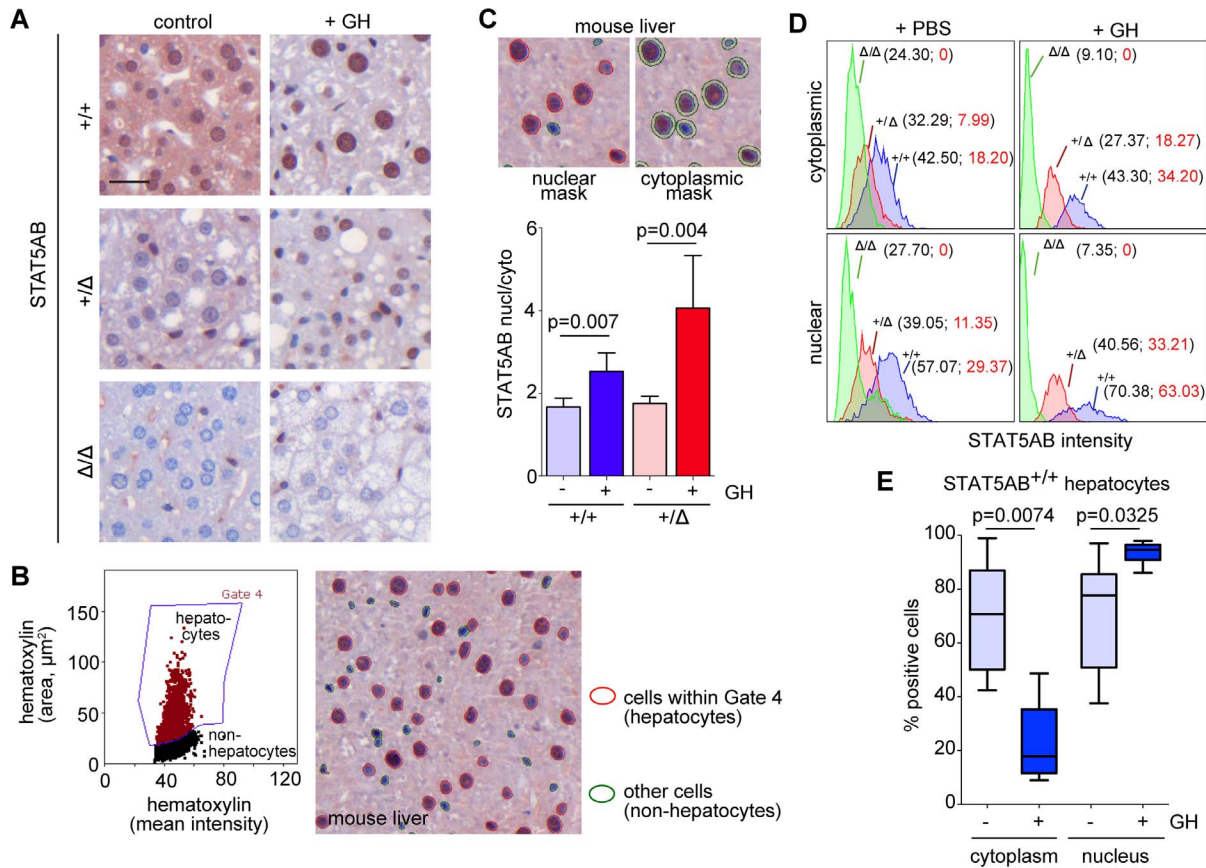 A
control
+ GH
STAT5AB
+/+
+/Δ
Δ/Δ
B
hematoxylin
(area, µm²)
150
100
50
0
0
40
80
120
hematoxylin
(mean intensity)
Gate 4
hepato-
cytes
non-
hepatocytes
mouse liver
cells within Gate 4
(hepatocytes)
other cells
(non-hepatocytes)
C
mouse liver
nuclear
mask
cytoplasmic
mask
STAT5AB nucl/cyto
6
4
2
0
p=0.007
p=0.004
- + - + GH
+/+ +/Δ
D
+ PBS
+ GH
cytoplasmic
Δ/Δ (24.30; 0)
+/Δ (32.29; 7.99)
+/+ (42.50; 18.20)
Δ/Δ (9.10; 0)
+/Δ (27.37; 18.27)
+/+ (43.30; 34.20)
nuclear
Δ/Δ (27.70; 0)
+/Δ (39.05; 11.35)
+/+ (57.07; 29.37)
Δ/Δ (7.35; 0)
+/Δ (40.56; 33.21)
+/+ (70.38; 63.03)
STAT5AB intensity
E
STAT5AB+/+ hepatocytes
p=0.0074
p=0.0325
% positive cells
100
80
60
40
20
0
- + - + GH
cytoplasm nucleus